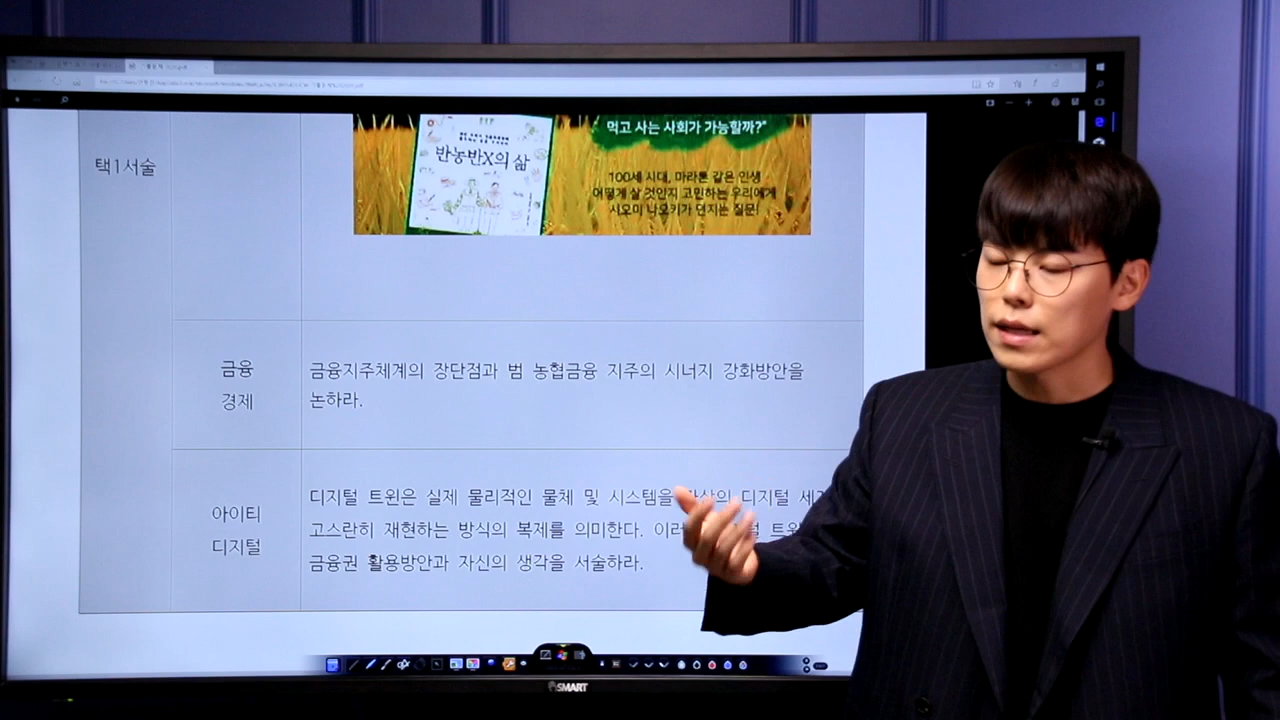 먹고 사는 사회가 가능할까?"
반농반X의 삶
100세 시대, 마라톤 같은 인생
어떻게 살 것인지 고민하는 우리에게
시오미 나오키가 던지는 질문!
택1서술
금융
경제
금융지주체계의 장단점과 범 농협금융 지주의 시너지 강화방안을
논하라.
아이티
디지털
디지털 트윈은 실제 물리적인 물체 및 시스템을 가상의 디지털
고스란히 재현하는 방식의 복제를 의미한다. 트윈
금융권 활용방안과 자신의 생각을 서술하라.
SMART